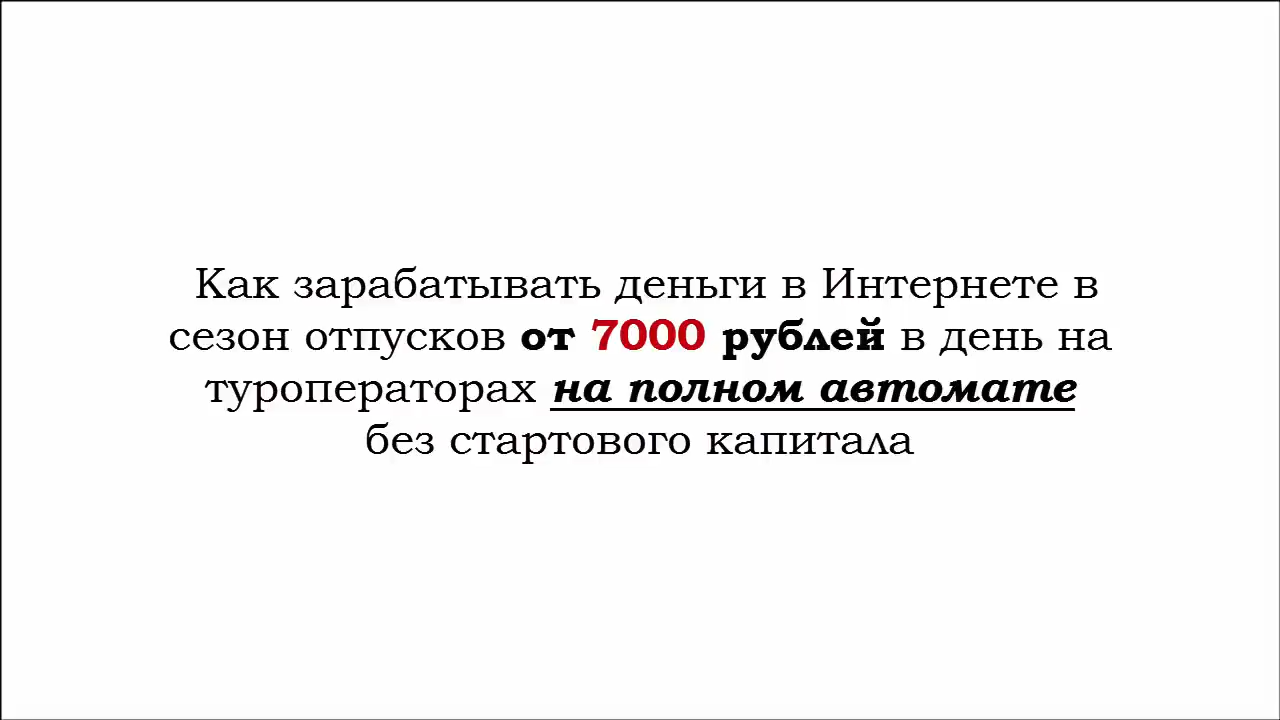 Как зарабатывать деньги в Интернете в
сезон отпусков от 7000 рублей в день на
туроператорах на полном автомате
без стартового капитала